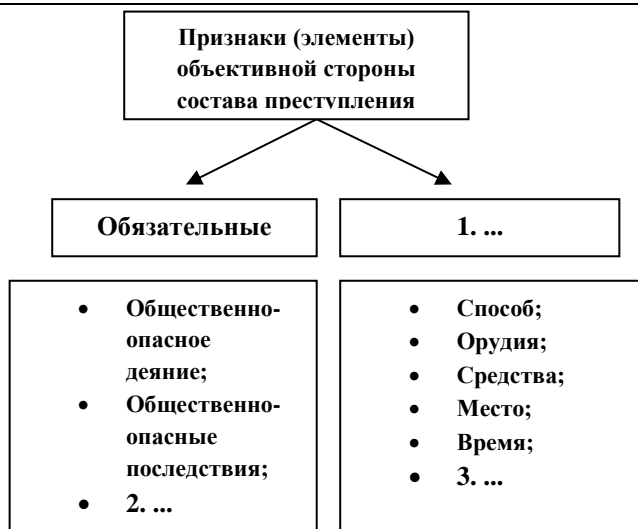 Признаки (элементы)
объективной стороны
состава преступления
Обязательные
1. ...
• Общественно-
опасное
деяние;
• Общественно-
опасные
последствия;
• 2. ...
• Способ;
• Орудия;
• Средства;
• Место;
• Время;
• 3. ...